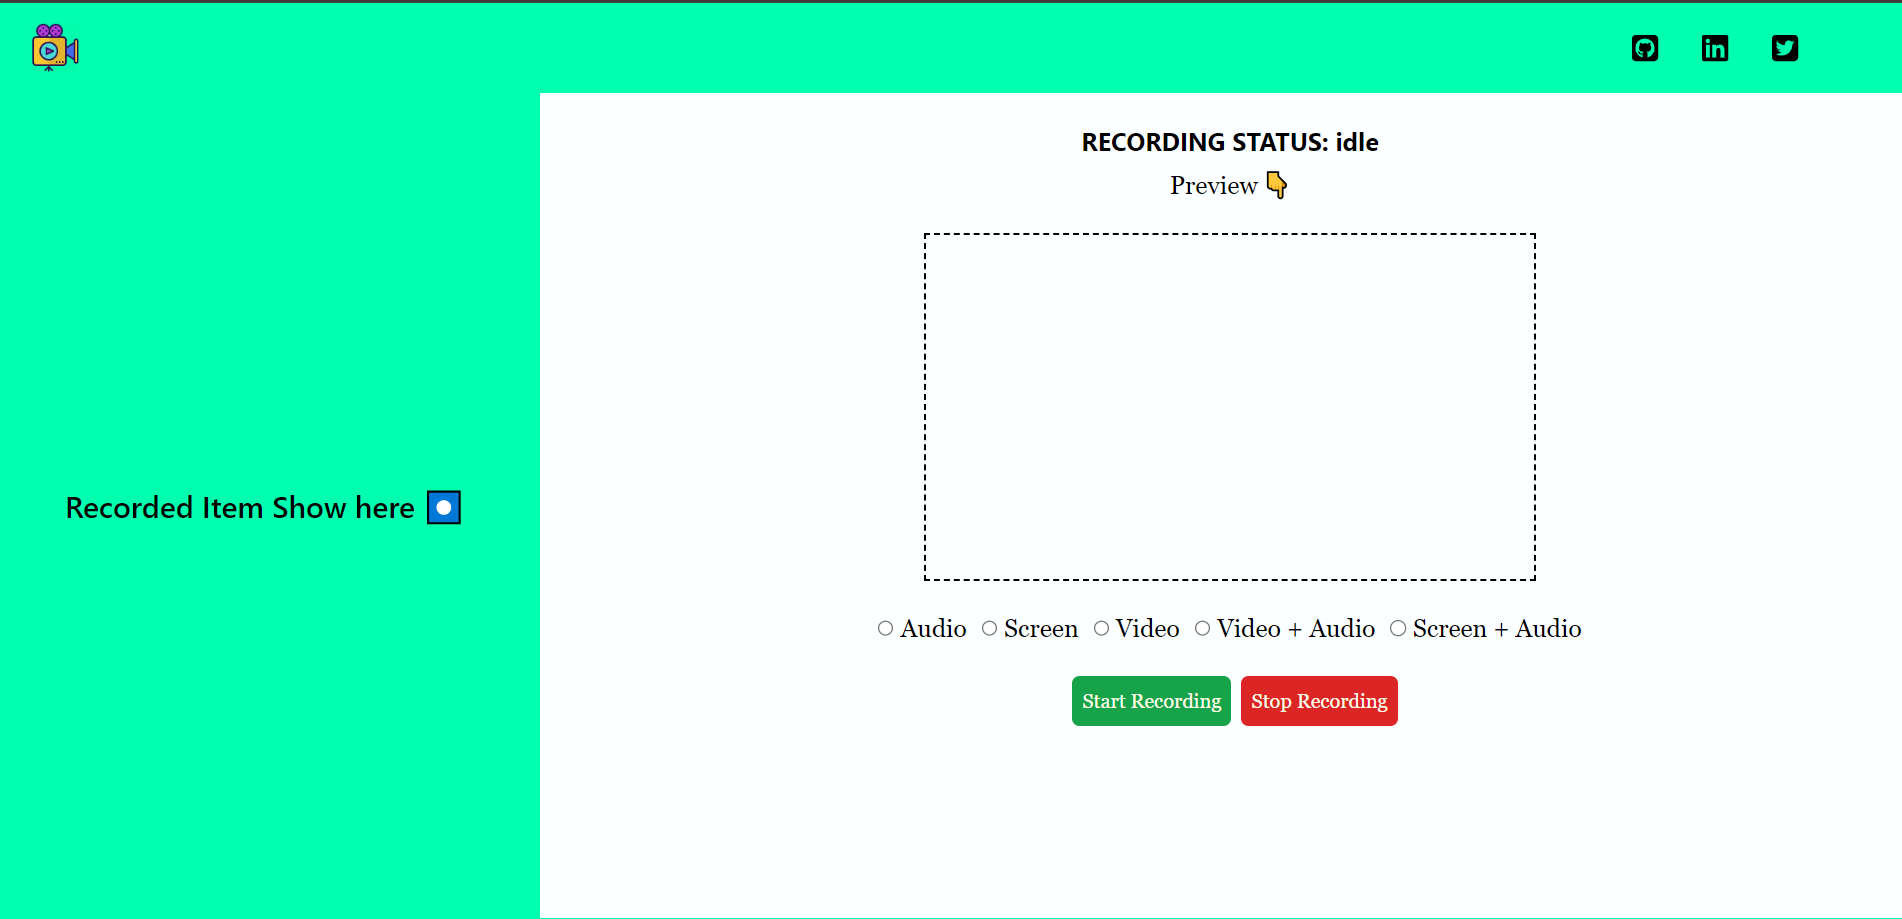 RECORDING STATUS: idle
Preview 👇
Recorded Item Show here ⏺
Audio Screen Video Video + Audio Screen + Audio
Start Recording Stop Recording